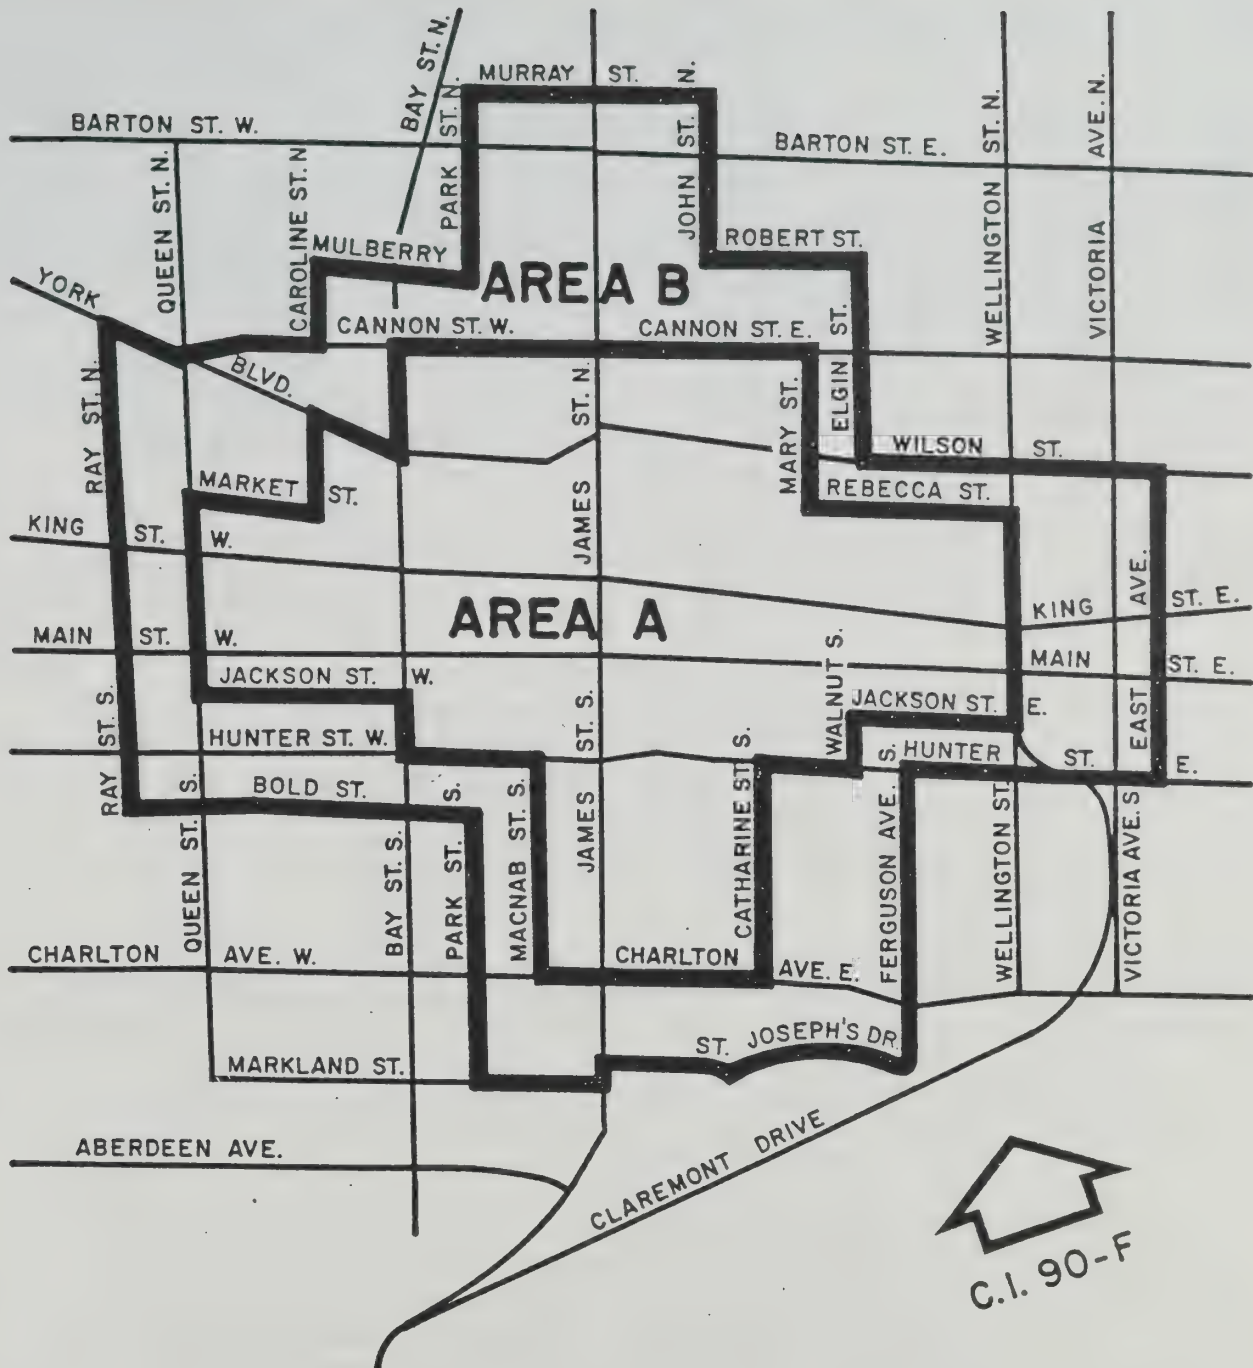 BAY ST. N.
MURRAY ST.
PARK ST. N.
JOHN ST. N.
BARTON ST. W.
BARTON ST. E.
WELLINGTON ST. N.
VICTORIA AVE. N.
QUEEN ST. N.
CAROLINE ST. N
MULBERRY
ROBERT ST.
YORK BLVD.
AREA B
CANNON ST. W.
CANNON ST. E.
ELGIN ST.
RAY ST. N.
JAMES ST. N.
MARY ST.
WILSON ST.
MARKET ST.
REBECCA ST.
KING ST. W.
KING ST. E.
EAST AVE.
AREA A
MAIN ST. W.
MAIN ST. E.
WALNUT S.
JACKSON ST. W.
JACKSON ST. E.
RAY ST. S.
HUNTER ST. W.
HUNTER ST. E.
BOLD ST.
QUEEN ST. S.
BAY ST. S.
PARK ST. S.
MACNAB ST. S.
JAMES ST. S.
CATHARINE ST. S.
FERGUSON AVE. S.
WELLINGTON ST.
VICTORIA AVE. S
CHARLTON AVE. W.
CHARLTON AVE. E.
ST. JOSEPH'S DR.
MARKLAND ST.
ABERDEEN AVE.
CLAREMONT DRIVE
C.I. 90-F